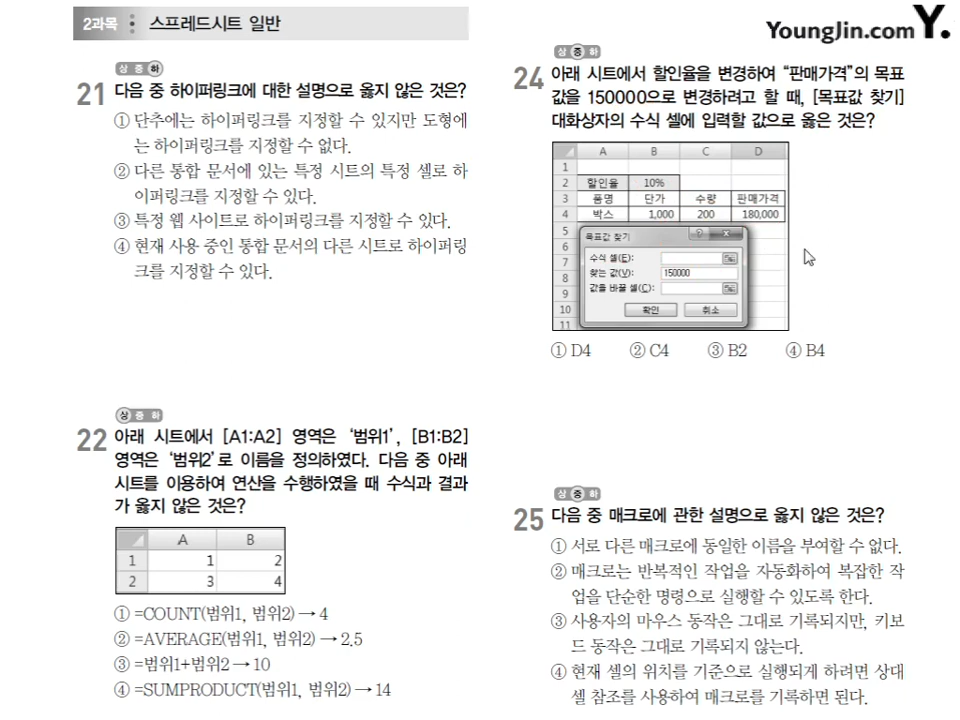 2과목 스프레드시트 일반
YoungJin.com Y.
상 중 하
21 다음 중 하이퍼링크에 대한 설명으로 옳지 않은 것은?
① 단추에는 하이퍼링크를 지정할 수 있지만 도형에
는 하이퍼링크를 지정할 수 없다.
② 다른 통합 문서에 있는 특정 시트의 특정 셀로 하
이퍼링크를 지정할 수 있다.
③ 특정 웹 사이트로 하이퍼링크를 지정할 수 있다.
④ 현재 사용 중인 통합 문서의 다른 시트로 하이퍼링
크를 지정할 수 있다.
상 중 하
22 아래 시트에서 [A1:A2] 영역은 ‘범위1’, [B1:B2]
영역은 ‘범위2’로 이름을 정의하였다. 다음 중 아래
시트를 이용하여 연산을 수행하였을 때 수식과 결과
가 옳지 않은 것은?
A B
1 1 2
2 3 4
① =COUNT(범위1, 범위2) → 4
② =AVERAGE(범위1, 범위2) → 2.5
③ =범위1+범위2 → 10
④ =SUMPRODUCT(범위1, 범위2) → 14
상 중 하
24 아래 시트에서 할인율을 변경하여 “판매가격”의 목표
값을 150000으로 변경하려고 할 때, [목표값 찾기]
대화상자의 수식 셀에 입력할 값으로 옳은 것은?
A B C D
1
2 할인율 10%
3 품명 단가 수량 판매가격
4 박스 1,000 200 180,000
5
목표값 찾기
6
수식 셀(E):
7
찾는 값(V): 150000
8
값을 바꿀 셀(C):
9
10 확인 취소
11
① D4 ② C4 ③ B2 ④ B4
상 중 하
25 다음 중 매크로에 관한 설명으로 옳지 않은 것은?
① 서로 다른 매크로에 동일한 이름을 부여할 수 없다.
② 매크로는 반복적인 작업을 자동화하여 복잡한 작
업을 단순한 명령으로 실행할 수 있도록 한다.
③ 사용자의 마우스 동작은 그대로 기록되지만, 키보
드 동작은 그대로 기록되지 않는다.
④ 현재 셀의 위치를 기준으로 실행되게 하려면 상대
셀 참조를 사용하여 매크로를 기록하면 된다.